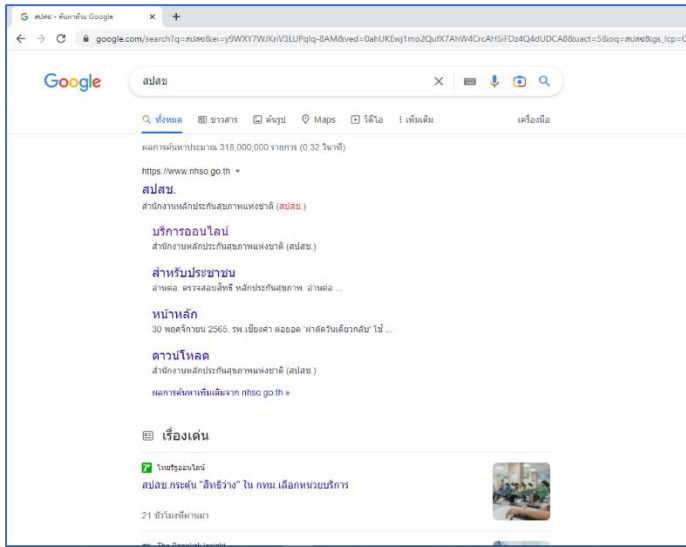 สปสช - ค้นหาด้วย Google
google.com/search?q=สปสช&ei=y9WXY7WJKnV3LUPqlq-8AM&ved=0ahUKEwj1mo2QufX7AhW4CrcAHSiFDz4Q4dUDCA8&uact=5&oq=สปสช&gs_lcp=C
Google
สปสช
ทั้งหมด ข่าวสาร ค้นรูป Maps วิดีโอ เพิ่มเติม เครื่องมือ
ผลการค้นหาประมาณ 318,000,000 รายการ (0.32 วินาที)
https://www.nhso.go.th
สปสช.
สำนักงานหลักประกันสุขภาพแห่งชาติ (สปสช.)
บริการออนไลน์
สำนักงานหลักประกันสุขภาพแห่งชาติ (สปสช.)
สำหรับประชาชน
อ่านต่อ. ตรวจสอบสิทธิ หลักประกันสุขภาพ. อ่านต่อ ...
หน้าหลัก
30 พฤศจิกายน 2565. รพ.เชียงคำ ต่อยอด 'ผ่าตัดวันเดียวกลับ' ใช้ ...
ดาวน์โหลด
สำนักงานหลักประกันสุขภาพแห่งชาติ (สปสช.)
ผลการค้นหาเพิ่มเติมจาก nhso.go.th »
เรื่องเด่น
ไทยรัฐออนไลน์
สปสช.กระตุ้น "สิทธิว่าง" ใน กทม.เลือกหน่วยบริการ
21 ชั่วโมงที่ผ่านมา
The Bangkok Insight